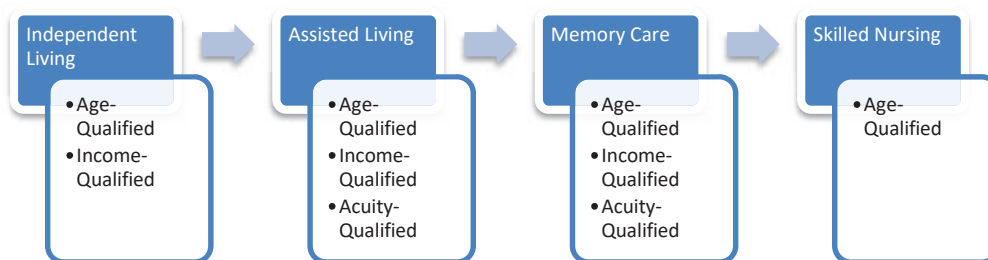 Independent
Living
• Age-
Qualified
• Income-
Qualified
Assisted Living
• Age-
Qualified
• Income-
Qualified
• Acuity-
Qualified
Memory Care
• Age-
Qualified
• Income-
Qualified
• Acuity-
Qualified
Skilled Nursing
• Age-
Qualified